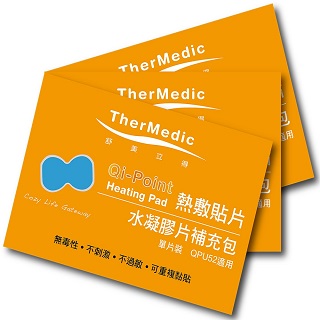 TherMedic
TherMedic
TherMedic
舒美立得
Qi-Point
Heating Pad
熱敷貼片
水凝膠片補充包
單片裝 QPU52適用
Cozy Life Gateway
無毒性・不刺激・不過敏・可重複黏貼